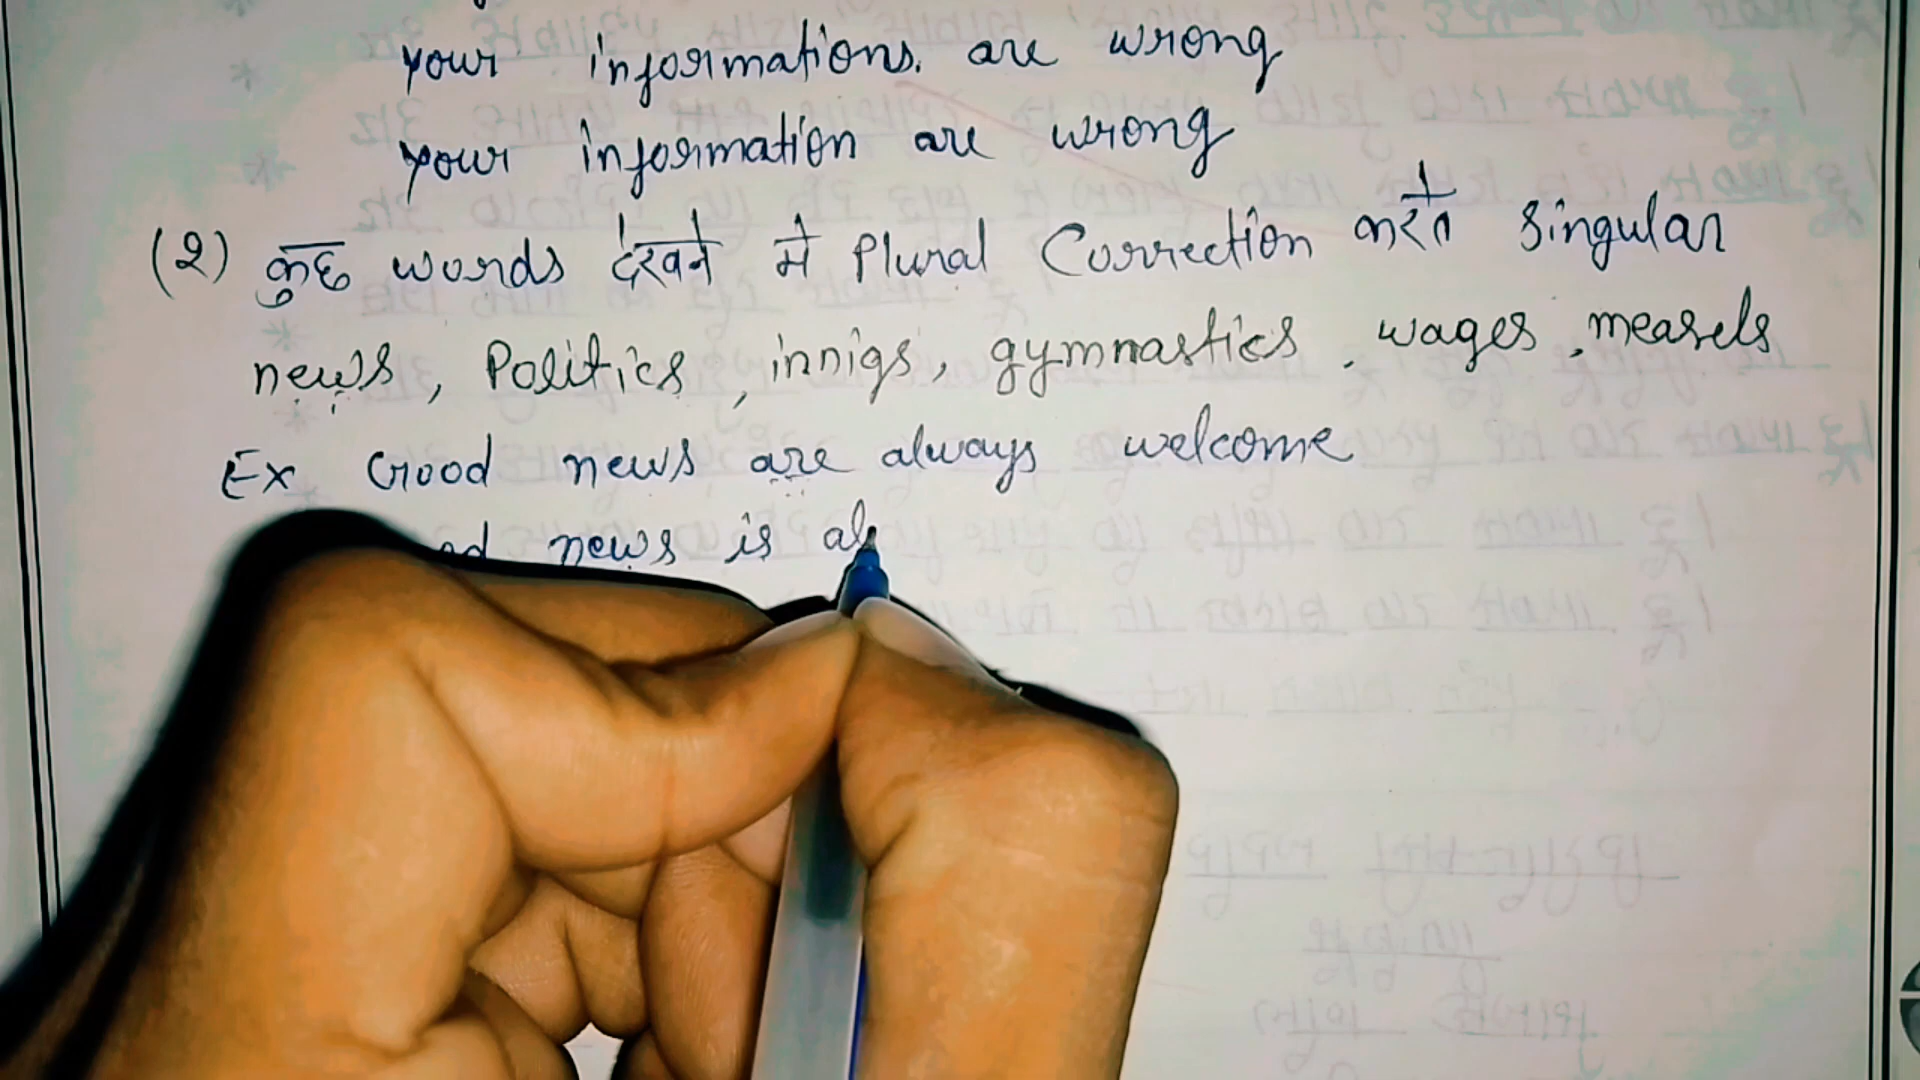 your informations. are wrong
your information are wrong
(2) कुछ words देखने मे Plural Correction करते Singular
news, Politics, innigs, gymnastics, wages, measels
Ex Good news are always welcome
news is al